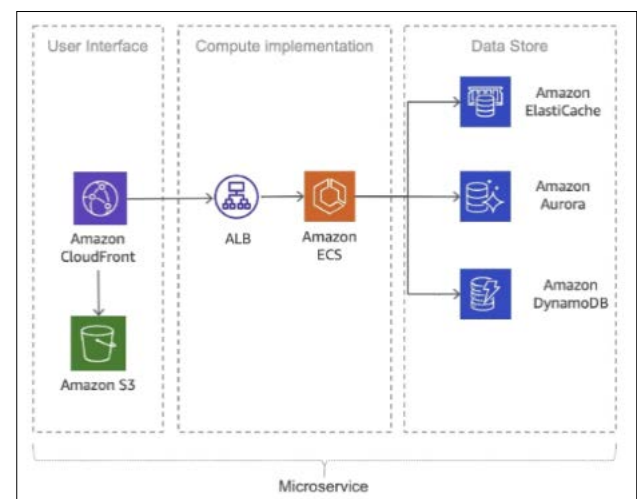 User Interface
Compute implementation
Data Store
Amazon
ElastiCache
Amazon
CloudFront
ALB
Amazon
ECS
Amazon
Aurora
Amazon
DynamoDB
Amazon S3
Microservice